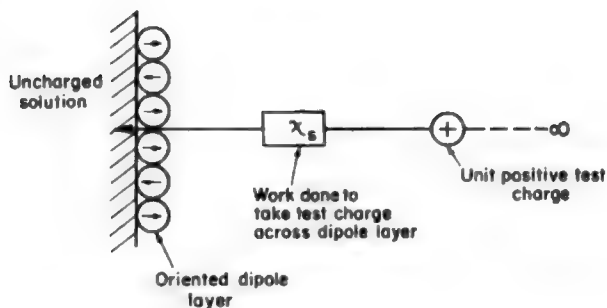 Uncharged
solution
χs
+
∞
Unit positive test
charge
Work done to
take test charge
across dipole layer
Oriented dipole
layer